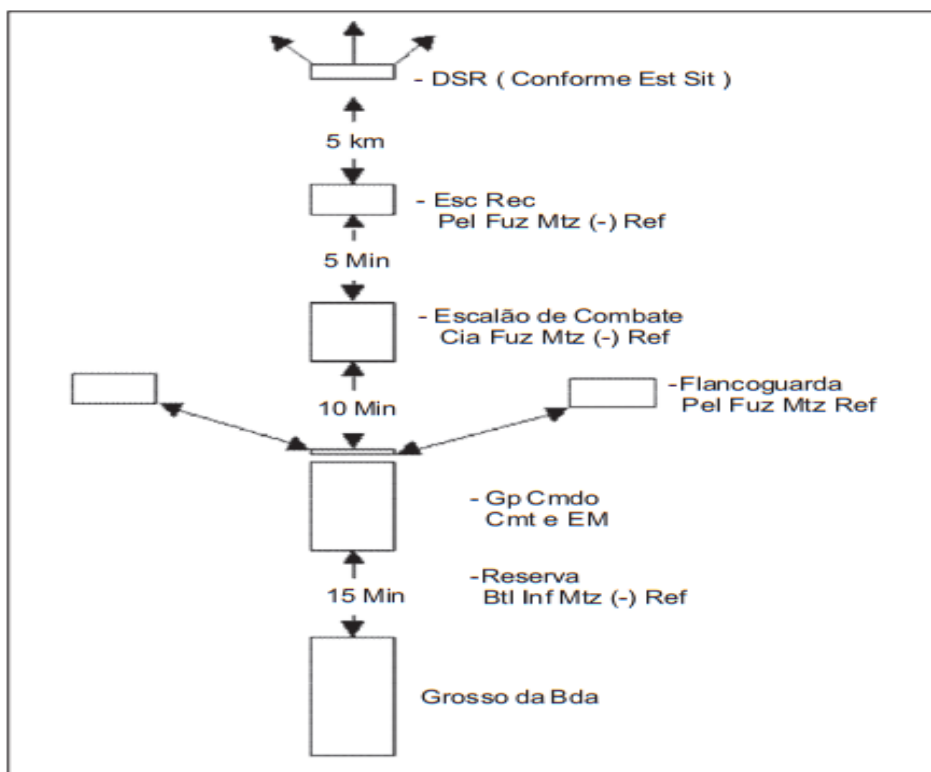 - DSR ( Conforme Est Sit )
5 km
- Esc Rec
Pel Fuz Mtz (-) Ref
5 Min
- Escalão de Combate
Cia Fuz Mtz (-) Ref
-Flancoguarda
Pel Fuz Mtz Ref
10 Min
- Gp Cmdo
Cmt e EM
-Reserva
Btl Inf Mtz (-) Ref
15 Min
Grosso da Bda